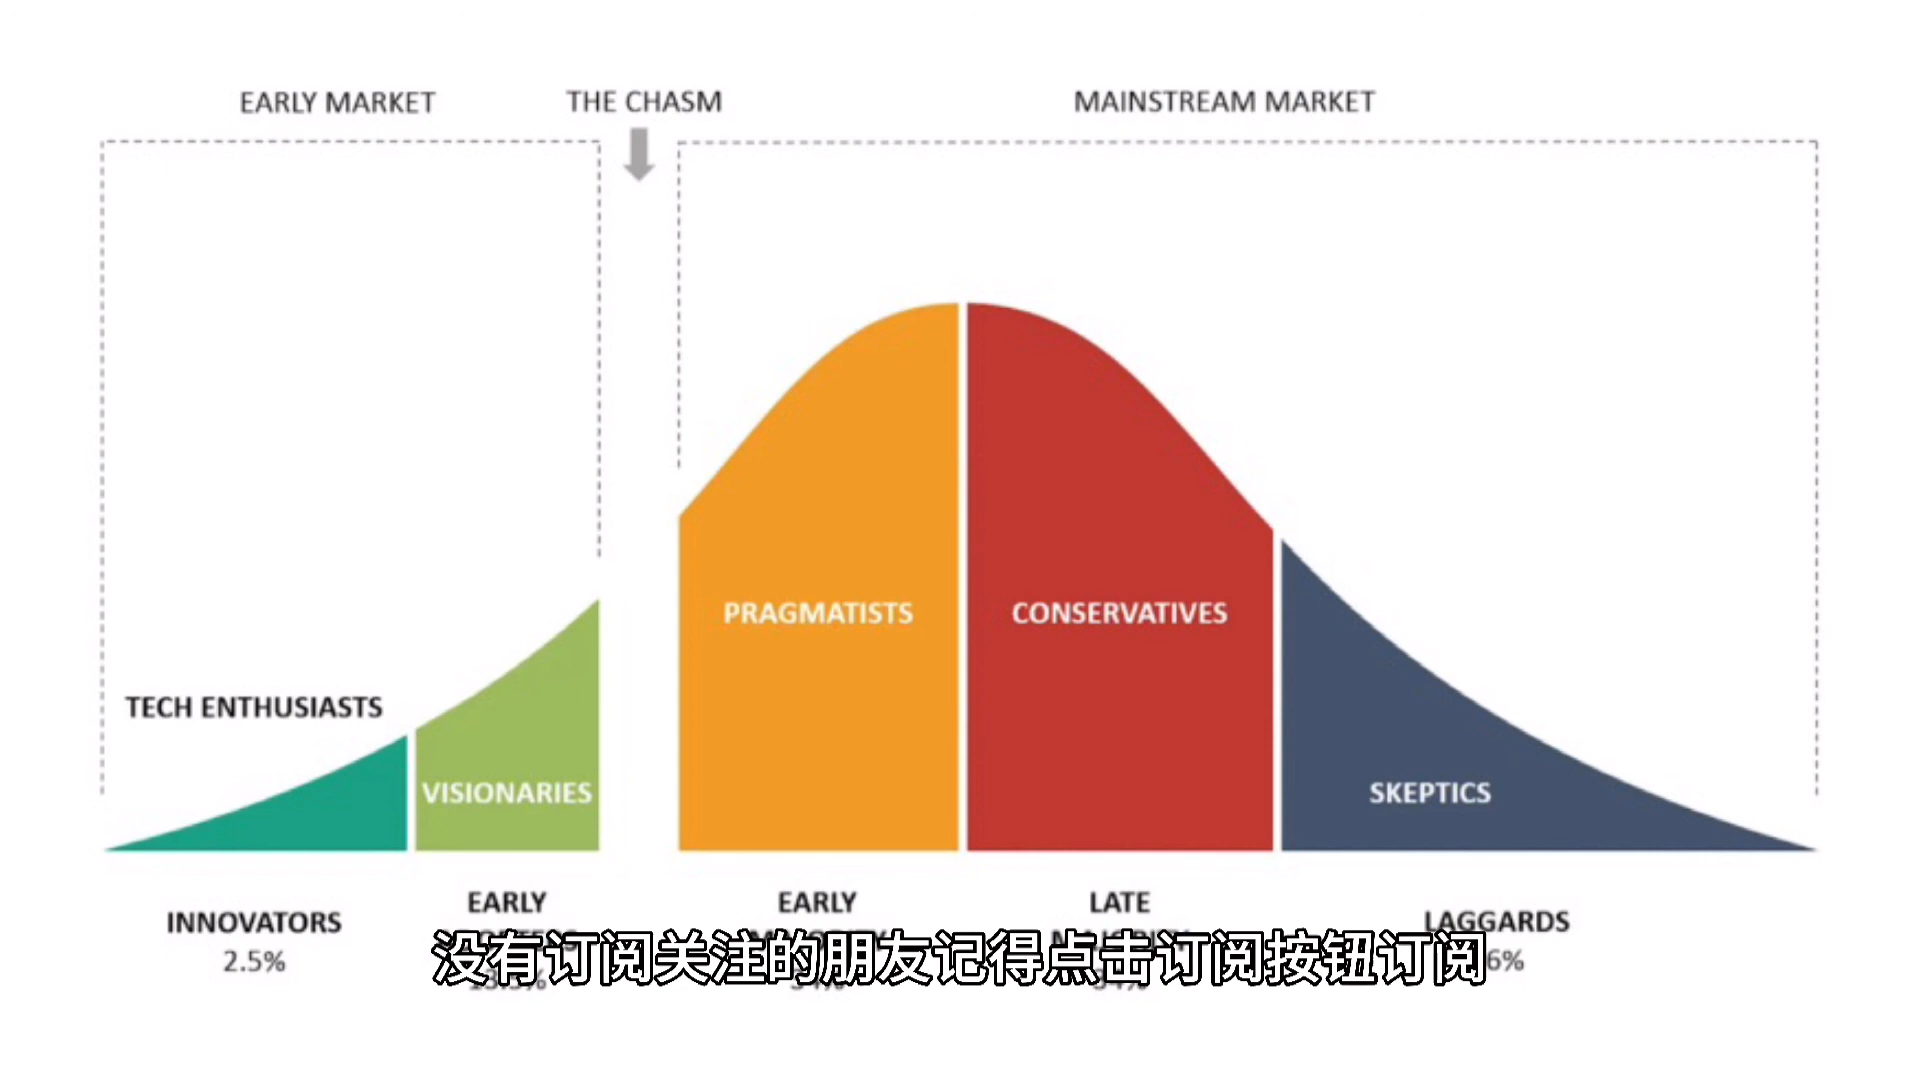 EARLY MARKET
THE CHASM
MAINSTREAM MARKET
PRAGMATISTS
CONSERVATIVES
TECH ENTHUSIASTS
VISIONARIES
SKEPTICS
INNOVATORS
2.5%
EARLY
EARLY
LATE
LAGGARDS
没有订阅关注的朋友记得点击订阅按钮订阅